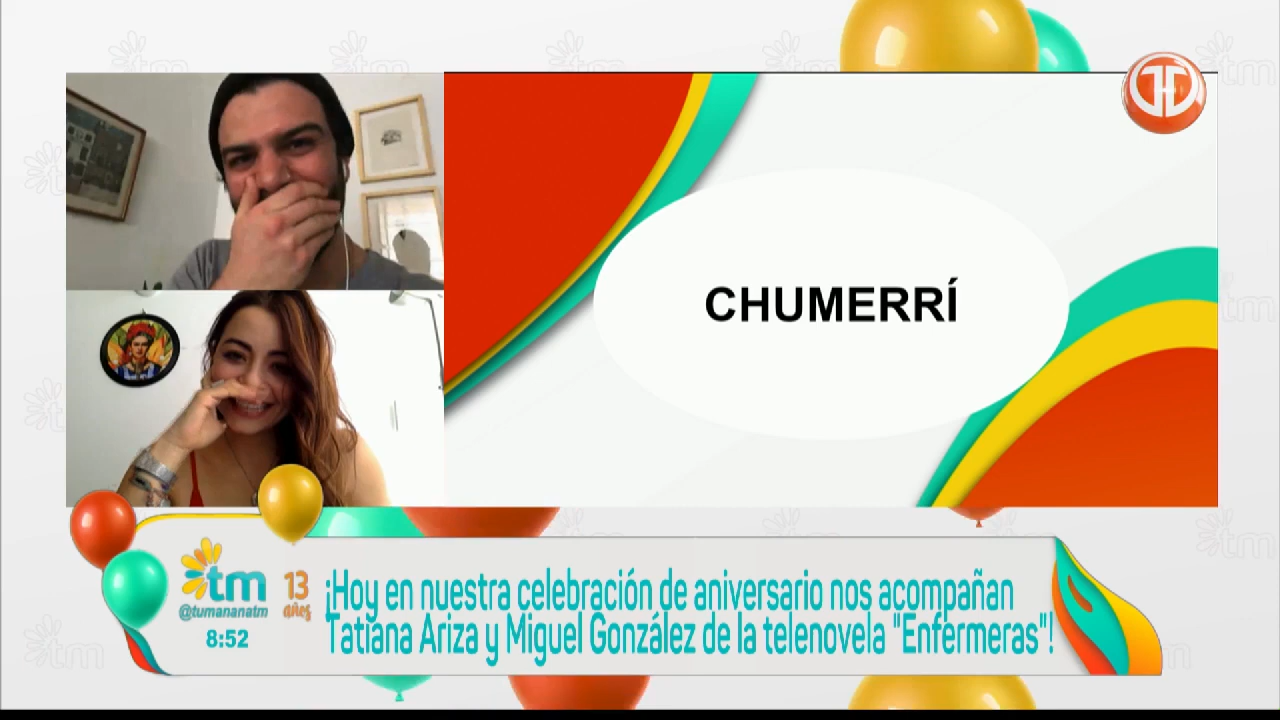 CHUMERRÍ
tm
@tumananatm
8:52
13
años
¡Hoy en nuestra celebración de aniversario nos acompañan
Tatiana Ariza y Miguel González de la telenovela "Enfermeras"!